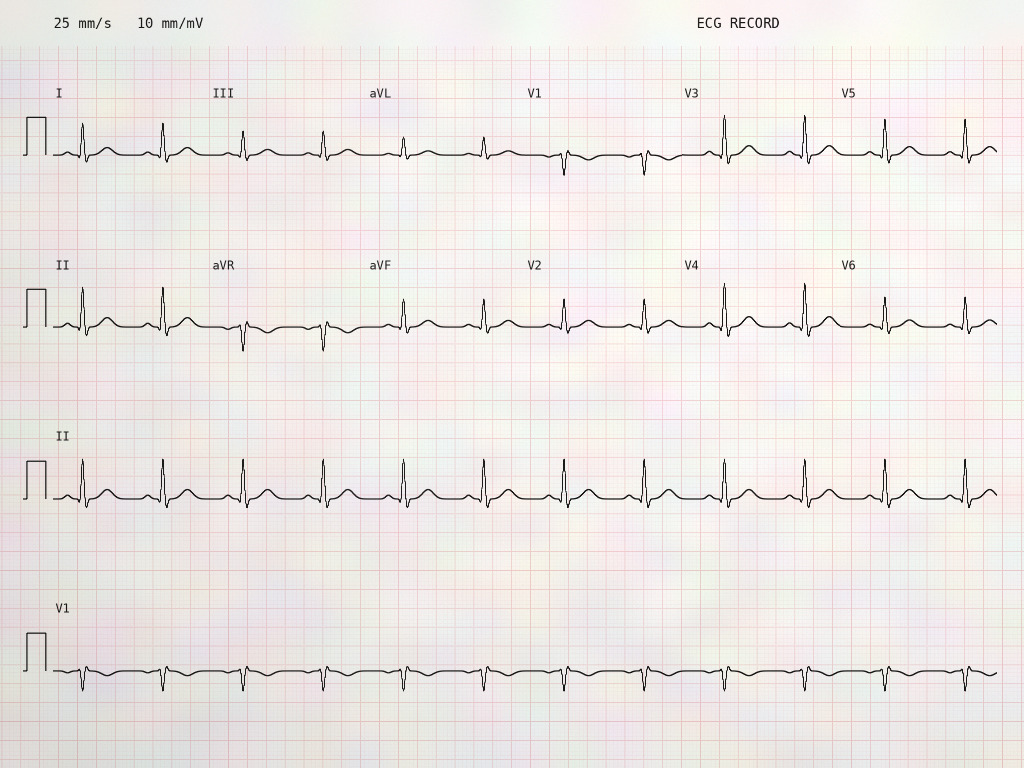 25 mm/s 10 mm/mV ECG RECORD
I III aVL V1 V3 V5
II aVR aVF V2 V4 V6
II
V1